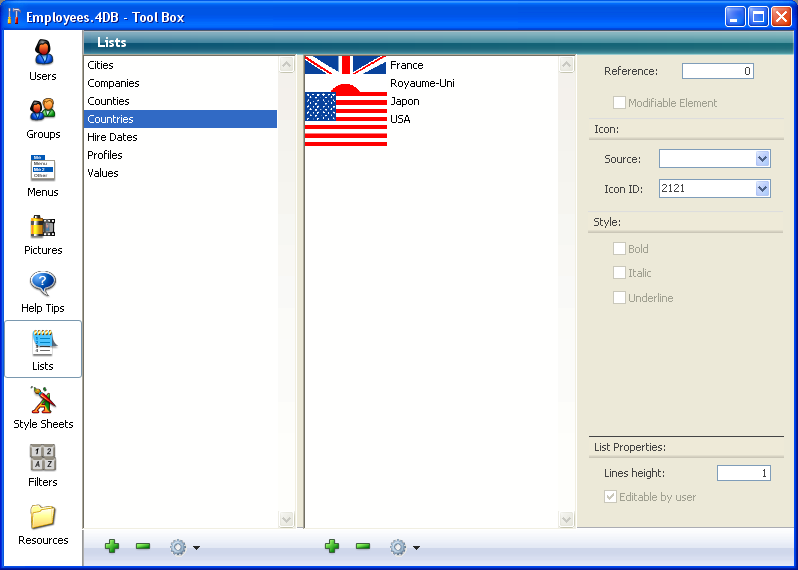 Employees.4DB - Tool Box
Users
Groups
Menus
Pictures
Help Tips
Lists
Style Sheets
Filters
Resources
Lists
Cities
Companies
Counties
Countries
Hire Dates
Profiles
Values
France
Royaume-Uni
Japon
USA
Reference: 0
Modifiable Element
Icon:
Source:
Icon ID: 2121
Style:
Bold
Italic
Underline
List Properties:
Lines height: 1
Editable by user